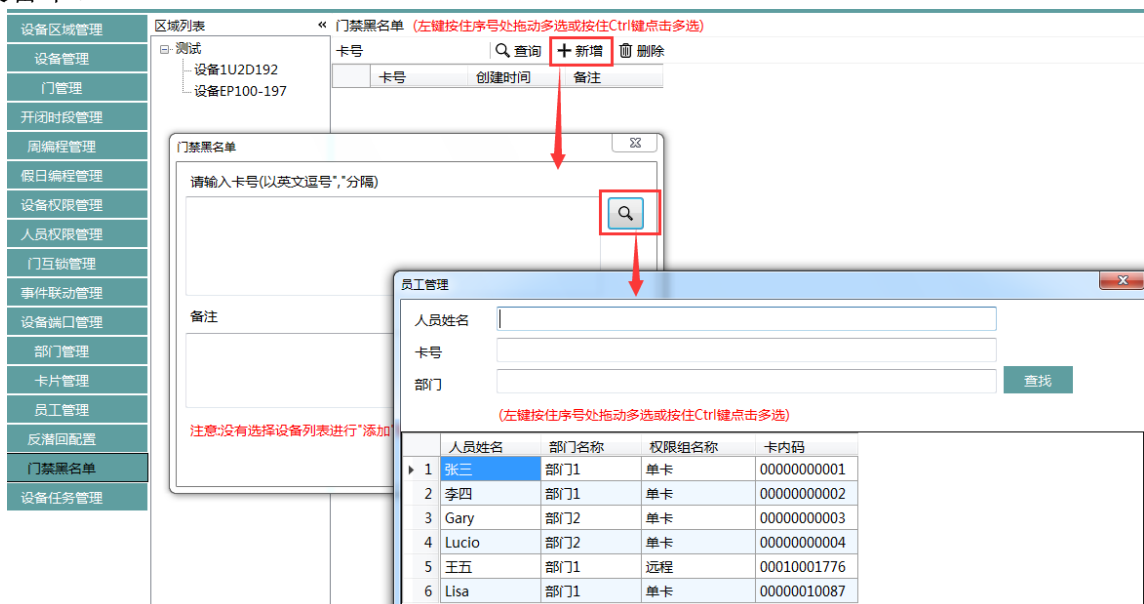 设备区域管理
设备管理
门管理
开闭时段管理
周编程管理
假日编程管理
设备权限管理
人员权限管理
门互锁管理
事件联动管理
设备端口管理
部门管理
卡片管理
员工管理
反潜回配置
门禁黑名单
设备任务管理
区域列表 «
测试
设备1U2D192
设备EP100-197
门禁黑名单 (左键按住序号处拖动多选或按住Ctrl键点击多选)
卡号 查询 新增 删除
卡号 创建时间 备注
门禁黑名单
请输入卡号(以英文逗号","分隔)
备注
注意:没有选择设备列表进行"添加"
员工管理
人员姓名
卡号
部门 查找
(左键按住序号处拖动多选或按住Ctrl键点击多选)
人员姓名 部门名称 权限组名称 卡内码
1 张三 部门1 单卡 00000000001
2 李四 部门1 单卡 00000000002
3 Gary 部门2 单卡 00000000003
4 Lucio 部门2 单卡 00000000004
5 王五 部门1 远程 00010001776
6 Lisa 部门1 单卡 00000010087